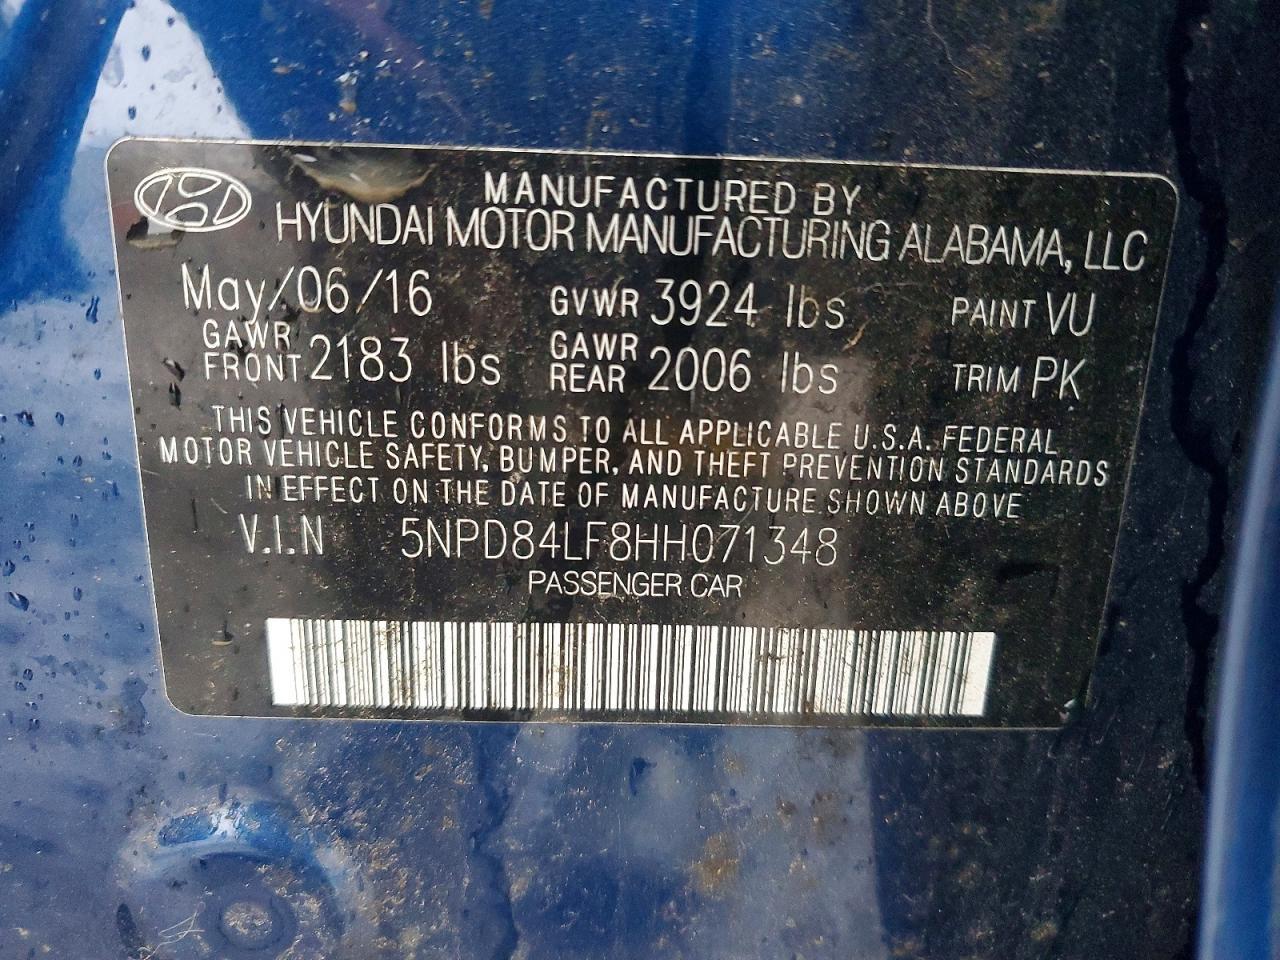 MANUFACTURED BY
HYUNDAI MOTOR MANUFACTURING ALABAMA, LLC
May/06/16 GVWR 3924 lbs PAINT VU
GAWR FRONT 2183 lbs GAWR REAR 2006 lbs TRIM PK
THIS VEHICLE CONFORMS TO ALL APPLICABLE U.S.A. FEDERAL
MOTOR VEHICLE SAFETY, BUMPER, AND THEFT PREVENTION STANDARDS
IN EFFECT ON THE DATE OF MANUFACTURE SHOWN ABOVE
V.I.N 5NPD84LF8HH071348
PASSENGER CAR